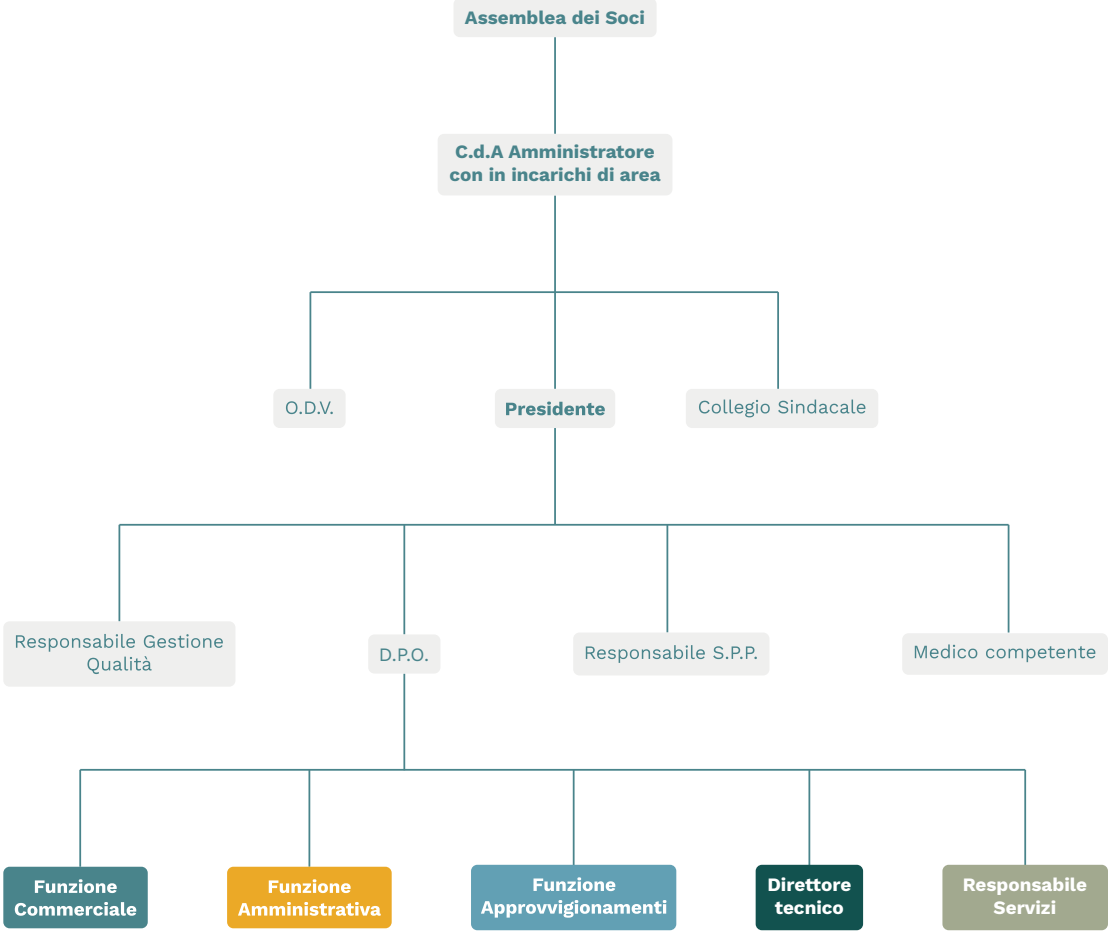 Assemblea dei Soci
C.d.A Amministratore
con in incarichi di area
O.D.V.
Presidente
Collegio Sindacale
Responsabile Gestione
Qualità
D.P.O.
Responsabile S.P.P.
Medico competente
Funzione
Commerciale
Funzione
Amministrativa
Funzione
Approvvigionamenti
Direttore
tecnico
Responsabile
Servizi